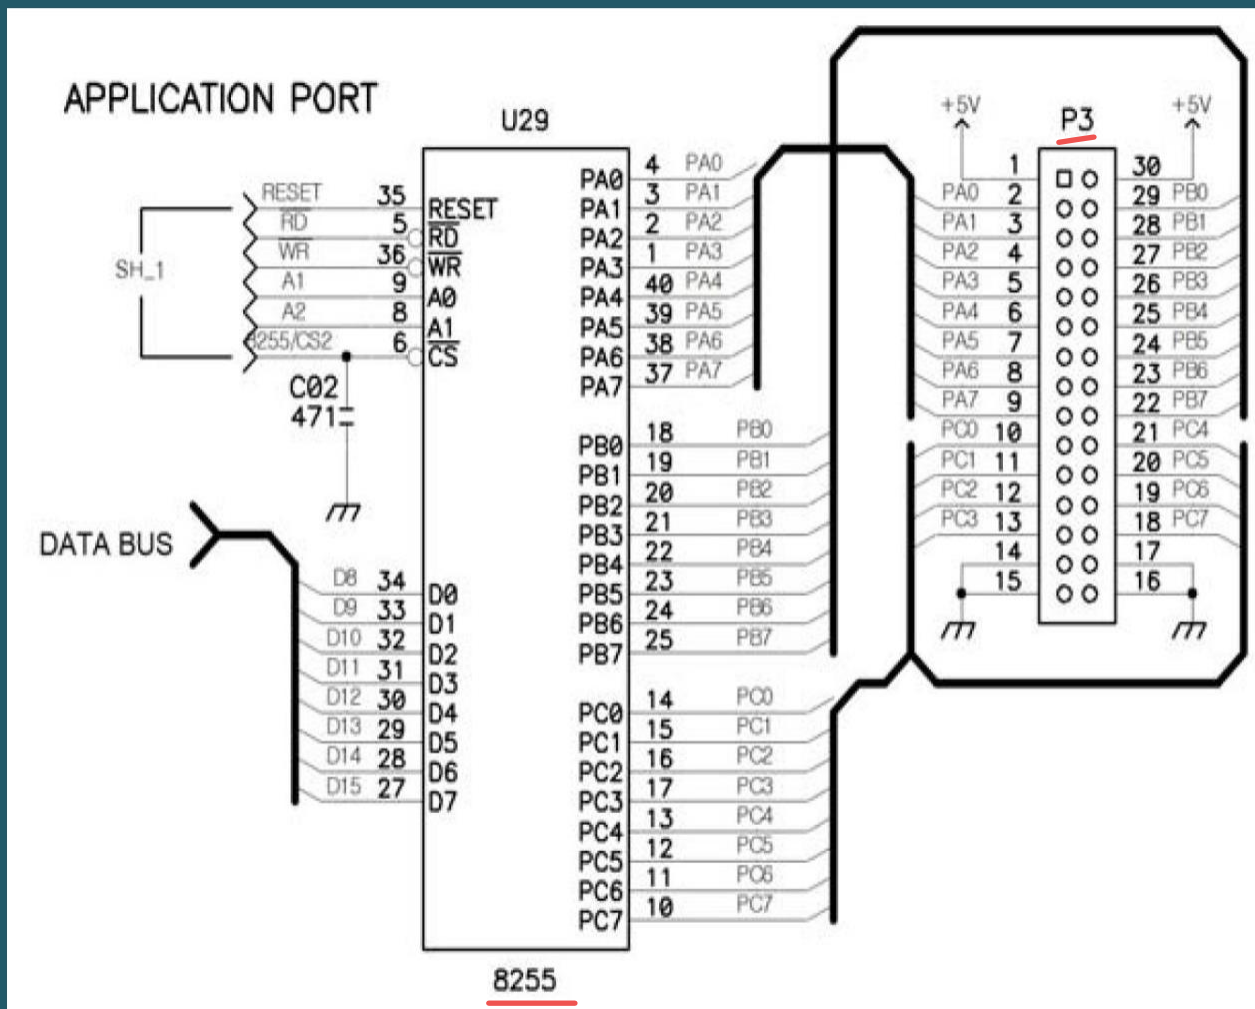 APPLICATION PORT
U29
RESET 35 RESET
RD 5 RD
WR 36 WR
A1 9 A0
A2 8 A1
8255/CS2 6 CS
SH_1
C02
471
DATA BUS
D8 34 D0
D9 33 D1
D10 32 D2
D11 31 D3
D12 30 D4
D13 29 D5
D14 28 D6
D15 27 D7
PA0 4 PA0
PA1 3 PA1
PA2 2 PA2
PA3 1 PA3
PA4 40 PA4
PA5 39 PA5
PA6 38 PA6
PA7 37 PA7
PB0 18 PB0
PB1 19 PB1
PB2 20 PB2
PB3 21 PB3
PB4 22 PB4
PB5 23 PB5
PB6 24 PB6
PB7 25 PB7
PC0 14 PC0
PC1 15 PC1
PC2 16 PC2
PC3 17 PC3
PC4 13 PC4
PC5 12 PC5
PC6 11 PC6
PC7 10 PC7
8255
+5V P3 +5V
1 30
PA0 2 29 PB0
PA1 3 28 PB1
PA2 4 27 PB2
PA3 5 26 PB3
PA4 6 25 PB4
PA5 7 24 PB5
PA6 8 23 PB6
PA7 9 22 PB7
PC0 10 21 PC4
PC1 11 20 PC5
PC2 12 19 PC6
PC3 13 18 PC7
14 17
15 16